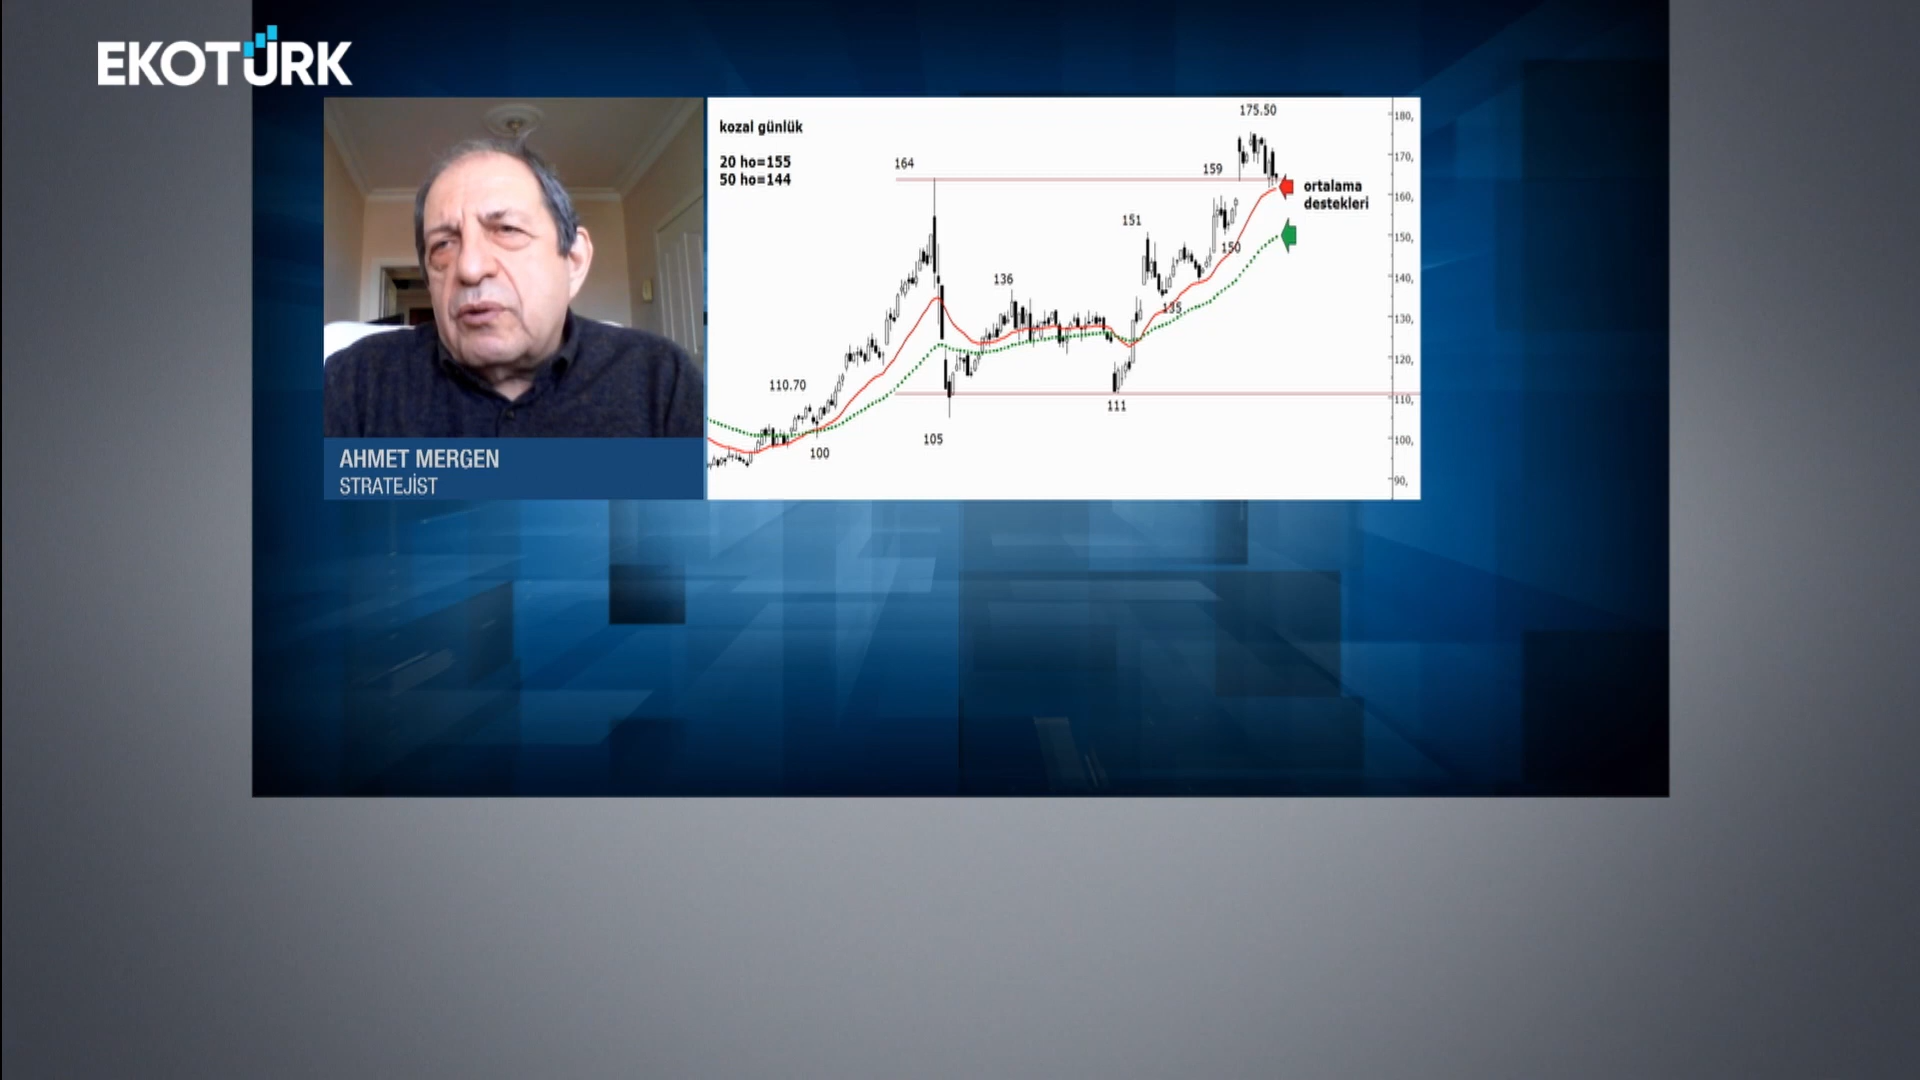 EKOTÜRK
AHMET MERGEN
STRATEJİST
kozal günlük
20 ho=155
50 ho=144
164
110.70
100
105
136
111
151
135
159
150
175.50
ortalama
destekleri
180,
170,
160,
150,
140,
130,
120,
110,
100,
90,